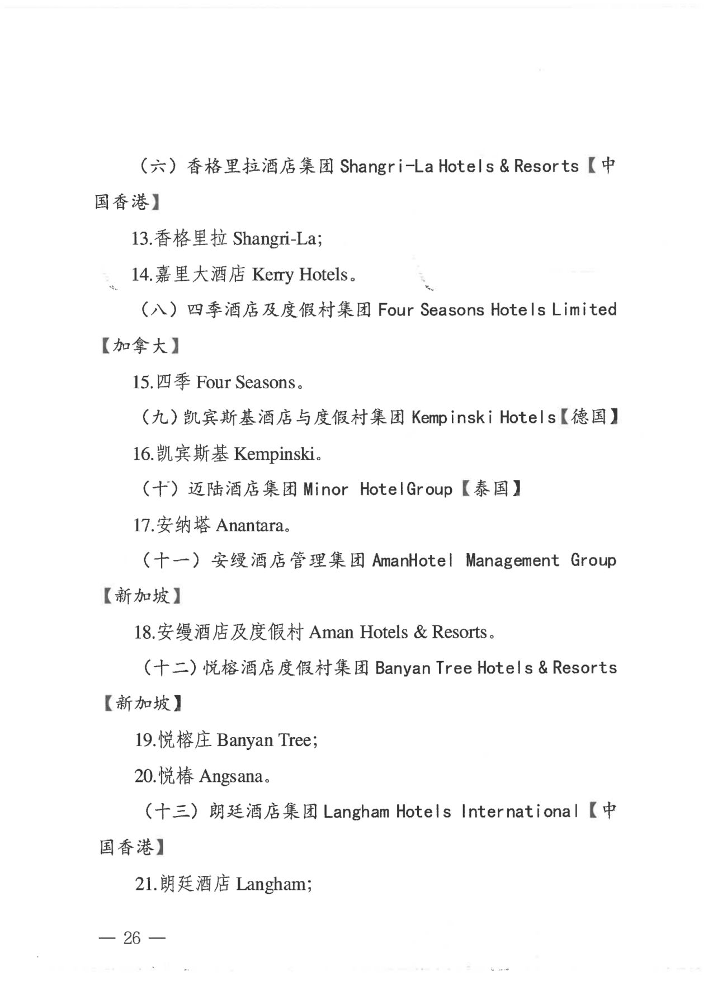 （六）香格里拉酒店集团 Shangri-La Hotels & Resorts【中
国香港】
13.香格里拉 Shangri-La;
14.嘉里大酒店 Kerry Hotels。
（八）四季酒店及度假村集团 Four Seasons Hotels Limited
【加拿大】
15.四季 Four Seasons。
（九）凯宾斯基酒店与度假村集团 Kempinski Hotels【德国】
16.凯宾斯基 Kempinski。
（十）迈陆酒店集团 Minor HotelGroup【泰国】
17.安纳塔 Anantara。
（十一）安缦酒店管理集团 AmanHotel Management Group
【新加坡】
18.安缦酒店及度假村 Aman Hotels & Resorts。
（十二）悦榕酒店度假村集团 Banyan Tree Hotels & Resorts
【新加坡】
19.悦榕庄 Banyan Tree;
20.悦椿 Angsana。
（十三）朗廷酒店集团 Langham Hotels International【中
国香港】
21.朗廷酒店 Langham;
— 26 —